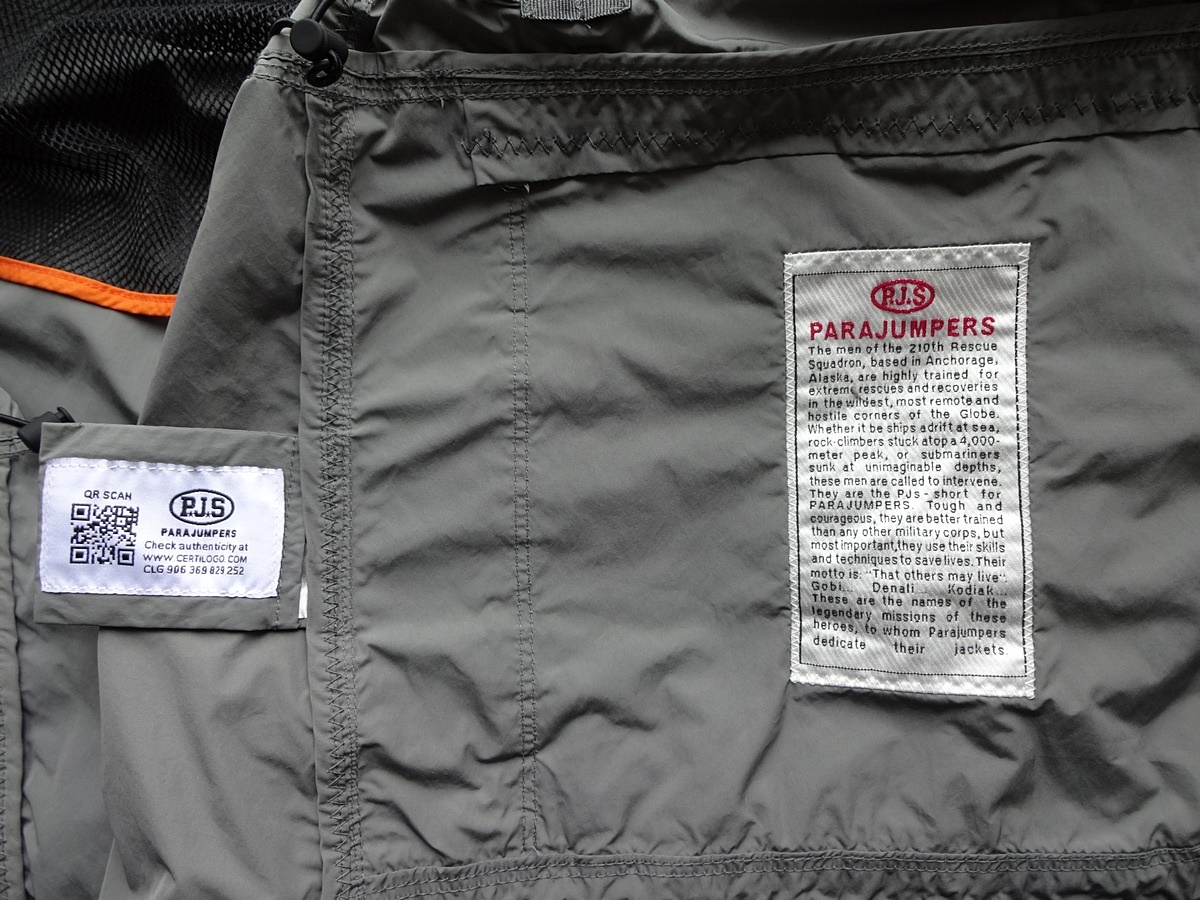 QR SCAN
P.J.S
PARAJUMPERS
Check authenticity at
WWW.CERTILOGO.COM
CLG 906 369 829 252
P.J.S
PARAJUMPERS
The men of the 210th Rescue
Squadron, based in Anchorage,
Alaska, are highly trained for
extreme rescues and recoveries
in the wildest, most remote and
hostile corners of the Globe.
Whether it be ships adrift at sea,
rock-climbers stuck atop a 4,000-
meter peak, or submariners
sunk at unimaginable depths,
these men are called to intervene.
They are the PJs - short for
PARAJUMPERS. Tough and
courageous, they are better trained
than any other military corps, but
most important,they use their skills
and techniques to save lives. Their
motto is: "That others may live":
Gobi... Denali... Kodiak...
These are the names of the
legendary missions of these
heroes, to whom Parajumpers
dedicate their jackets.